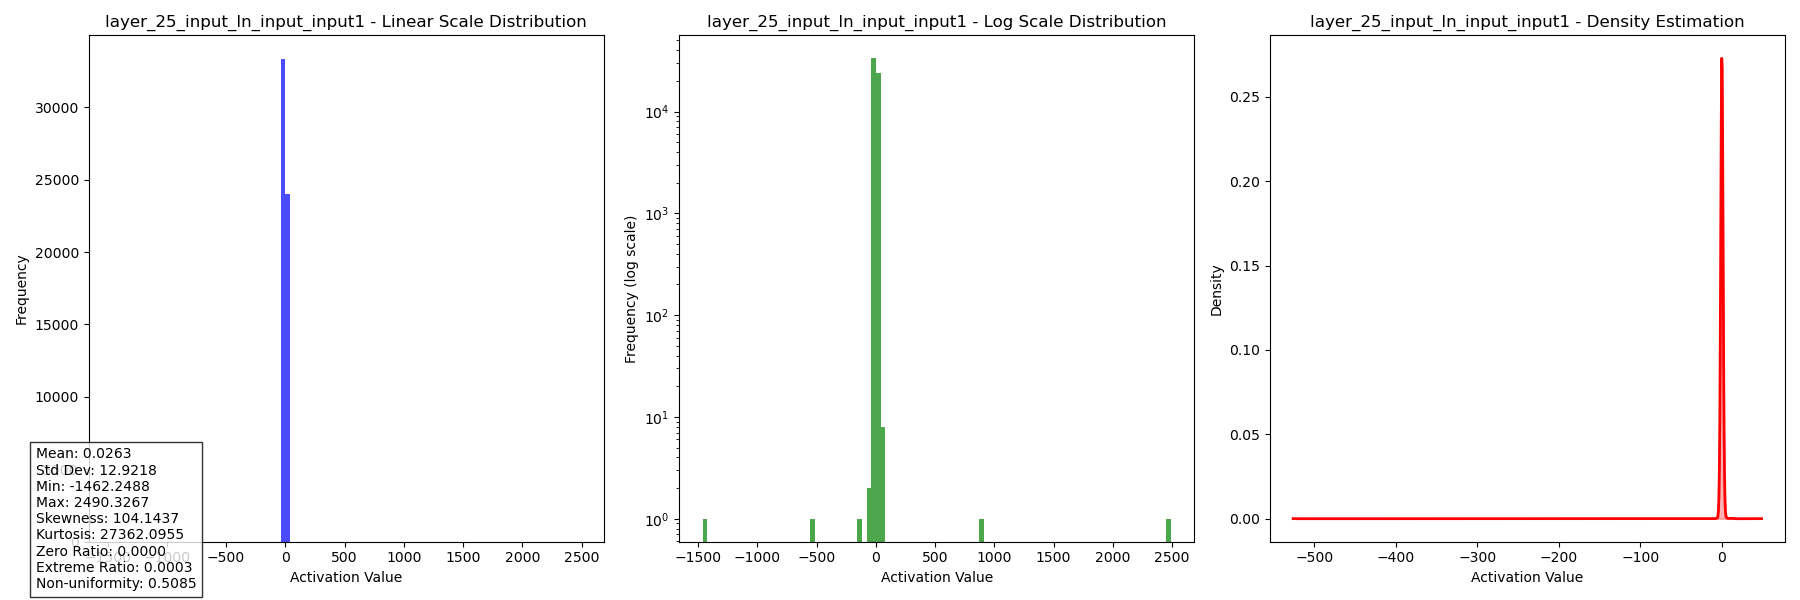 layer_25_input_ln_input_input1 - Linear Scale Distribution
layer_25_input_ln_input_input1 - Log Scale Distribution
layer_25_input_ln_input_input1 - Density Estimation
Frequency
30000
25000
20000
15000
10000
−500
0
500
1000
1500
2000
2500
Activation Value
Mean: 0.0263
Std Dev: 12.9218
Min: -1462.2488
Max: 2490.3267
Skewness: 104.1437
Kurtosis: 27362.0955
Zero Ratio: 0.0000
Extreme Ratio: 0.0003
Non-uniformity: 0.5085
Frequency (log scale)
10⁴
10³
10²
10¹
10⁰
−1500
−1000
−500
0
500
1000
1500
2000
2500
Activation Value
Density
0.25
0.20
0.15
0.10
0.05
0.00
−500
−400
−300
−200
−100
0
Activation Value